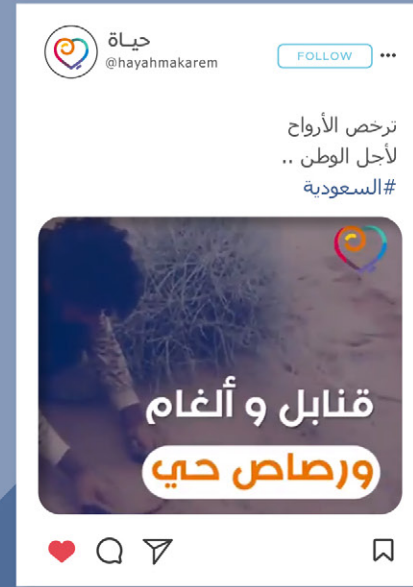 حياة
@hayahmakarem
FOLLOW
ترخص الأرواح
لأجل الوطن ..
#السعودية
قنابل و ألغام
ورصاص حي